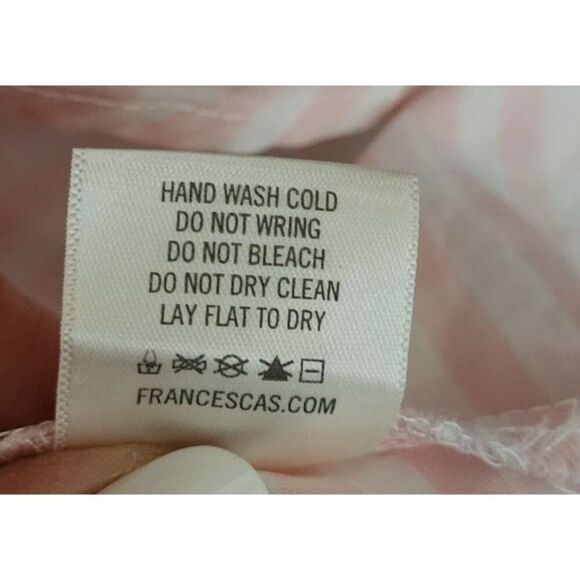 HAND WASH COLD
DO NOT WRING
DO NOT BLEACH
DO NOT DRY CLEAN
LAY FLAT TO DRY
FRANCESCAS.COM